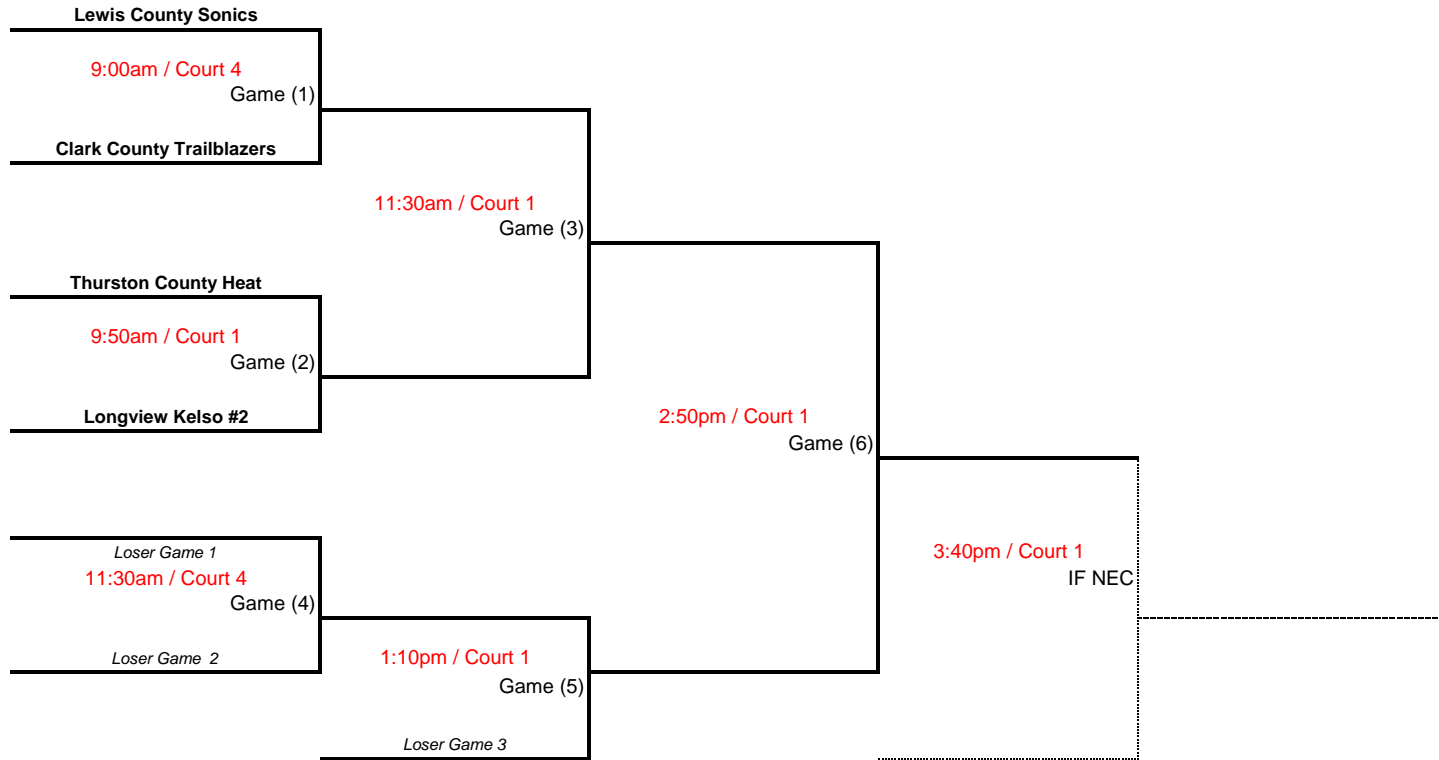 Lewis County Sonics
9:00am / Court 4
Game (1)
Clark County Trailblazers
11:30am / Court 1
Game (3)
Thurston County Heat
9:50am / Court 1
Game (2)
Longview Kelso #2
2:50pm / Court 1
Game (6)
Loser Game 1
11:30am / Court 4
Game (4)
Loser Game 2
3:40pm / Court 1
IF NEC
1:10pm / Court 1
Game (5)
Loser Game 3